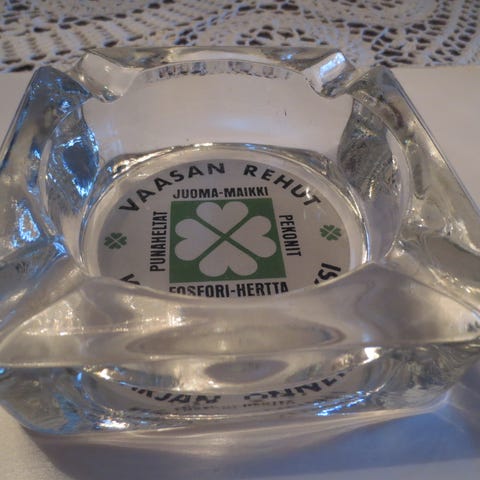 VAASAN REHUT
JUOMA-MAIKKI
PUNAHELTAT
PEKONIT
FOSFORI-HERTTA